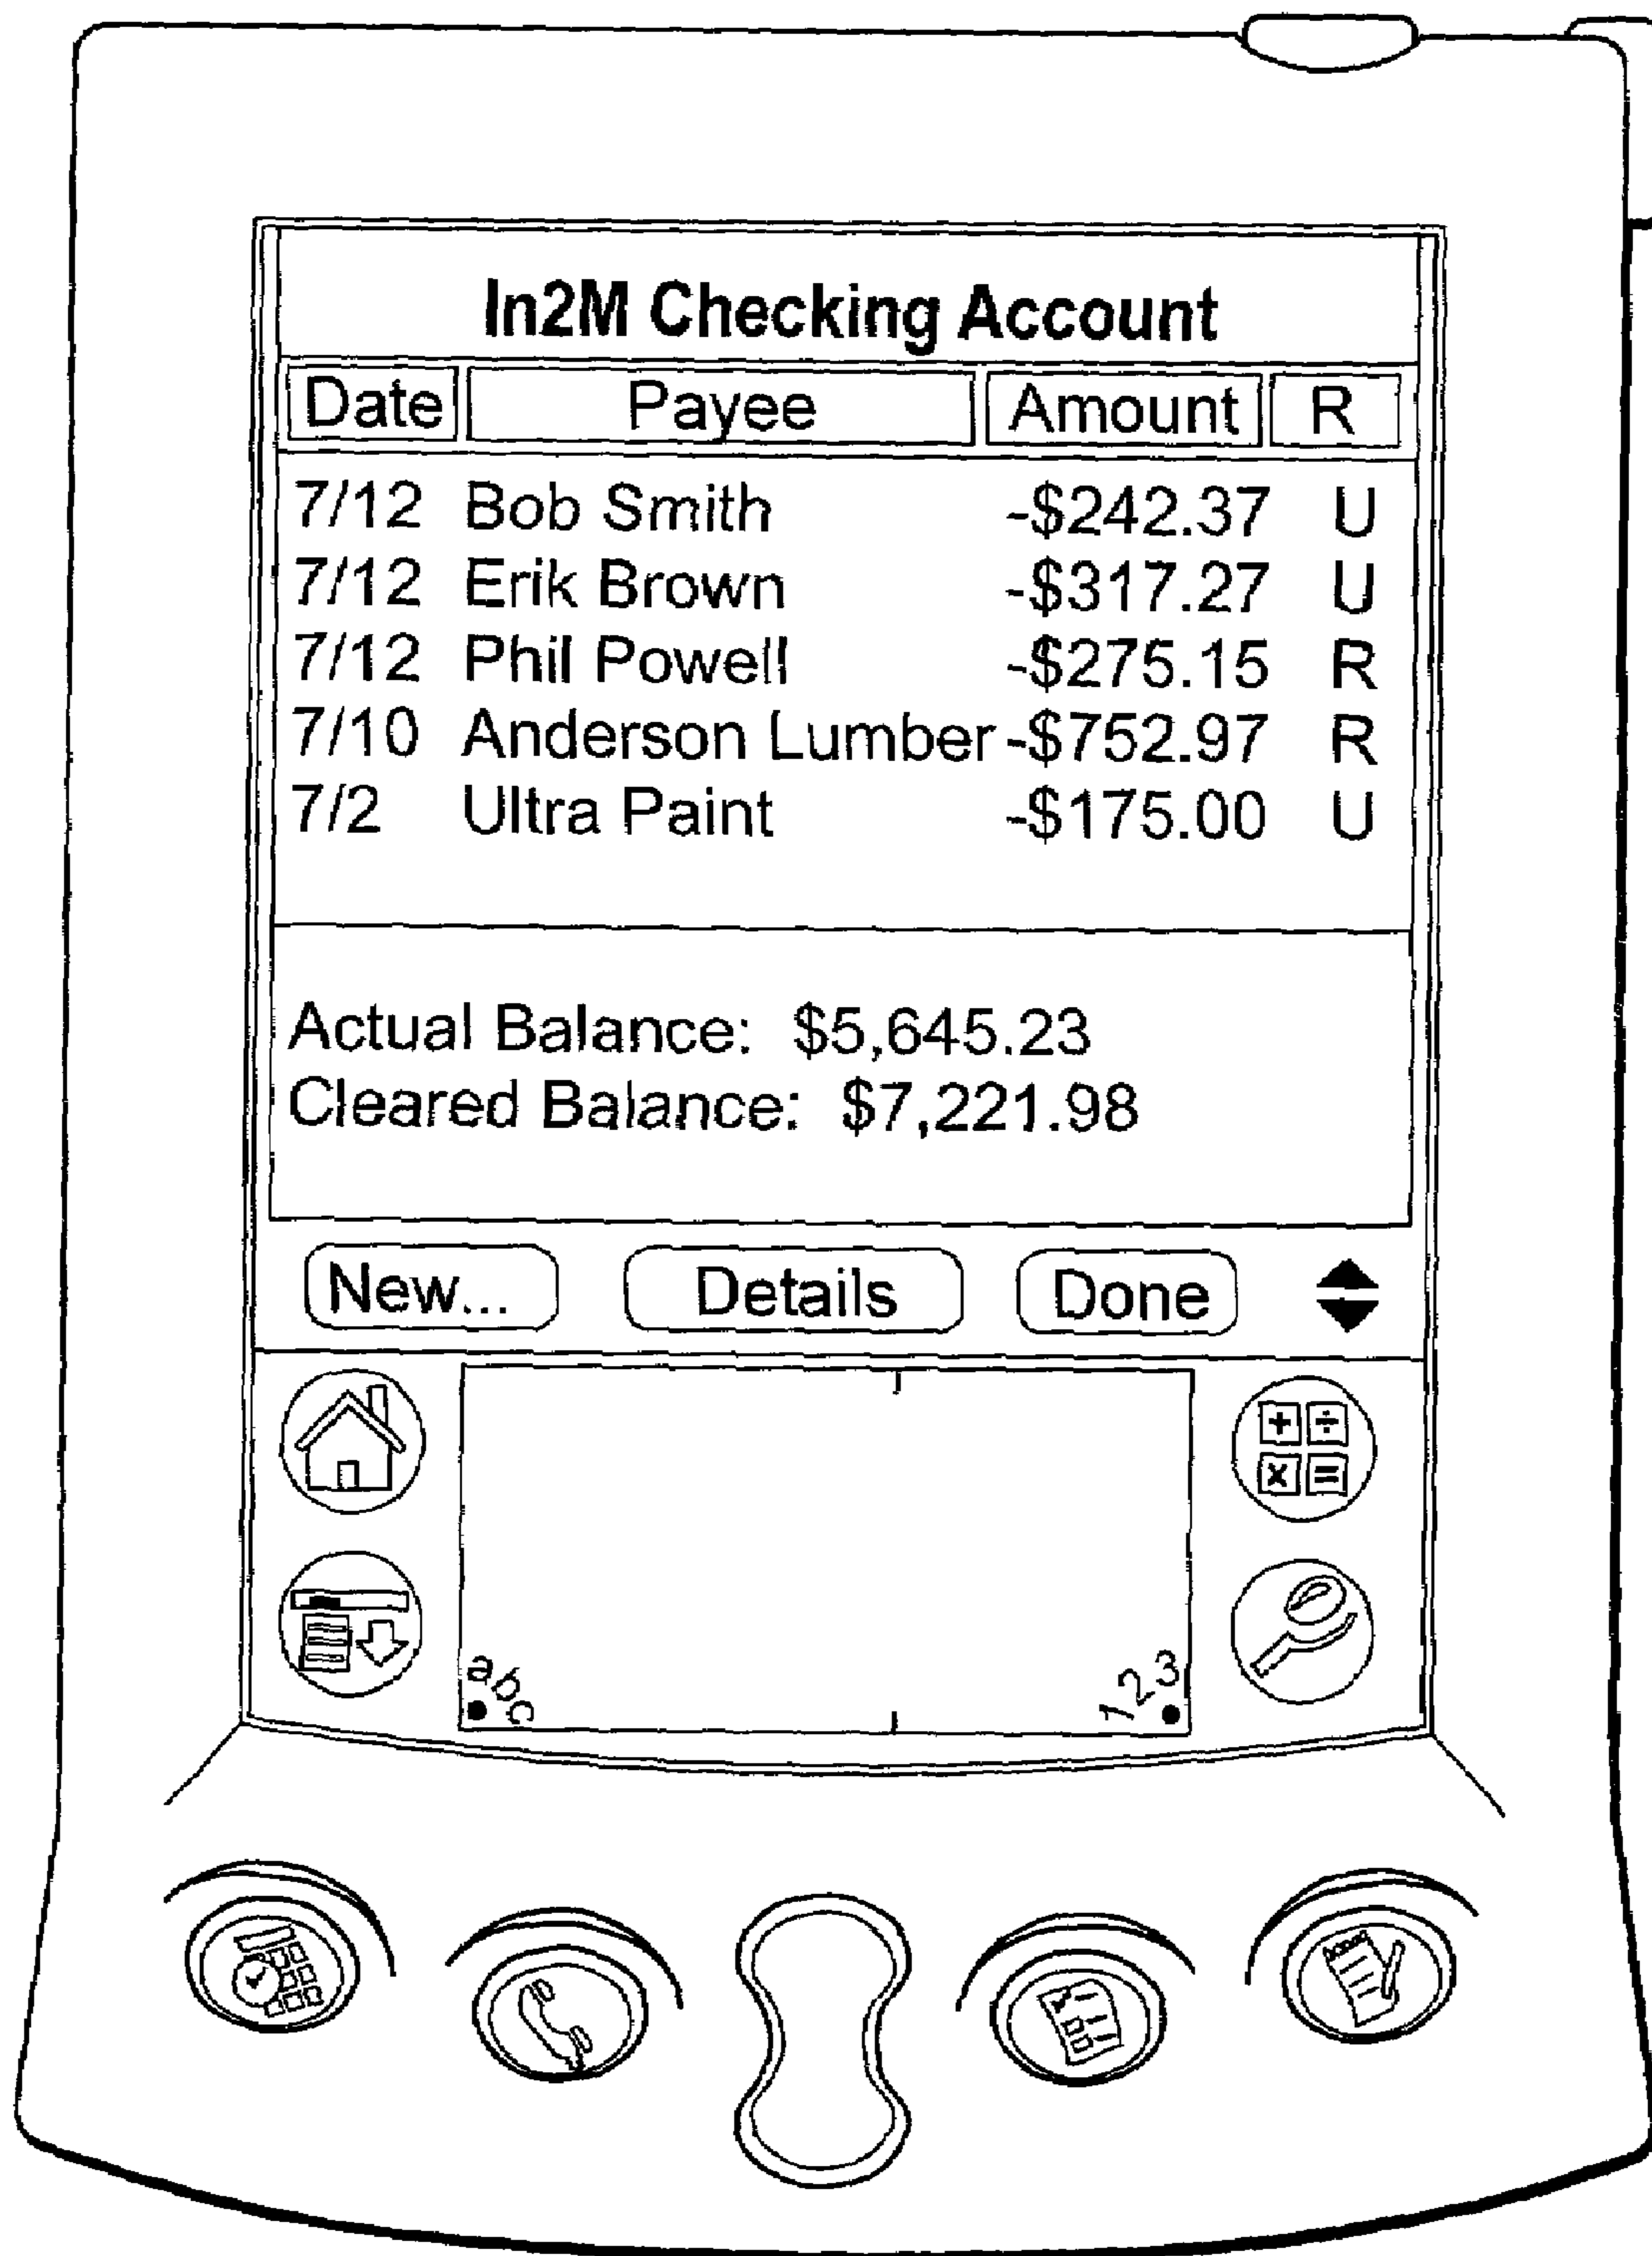 In2M Checking Account
Date Payee Amount R
7/12 Bob Smith -$242.37 U
7/12 Erik Brown -$317.27 U
7/12 Phil Powell -$275.15 R
7/10 Anderson Lumber -$752.97 R
7/2 Ultra Paint -$175.00 U
Actual Balance: $5,645.23
Cleared Balance: $7,221.98
New... Details Done
+ ÷
x =
abc 123